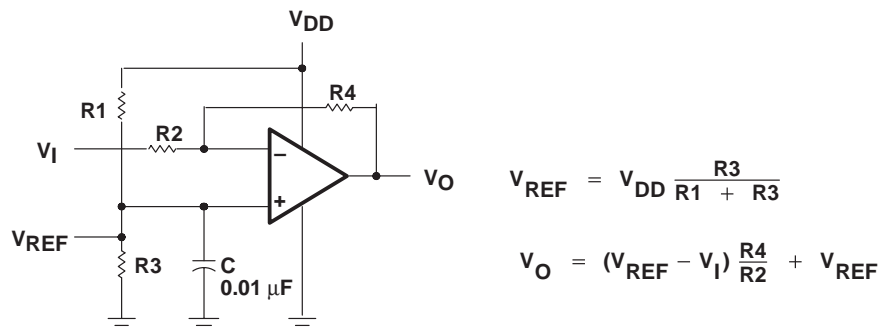 VDD
R4
R1
R2
VI
−
+
VO
VREF
R3
C
0.01 μF
VREF = VDD R3 / R1 + R3
VO = (VREF − VI) R4 / R2 + VREF